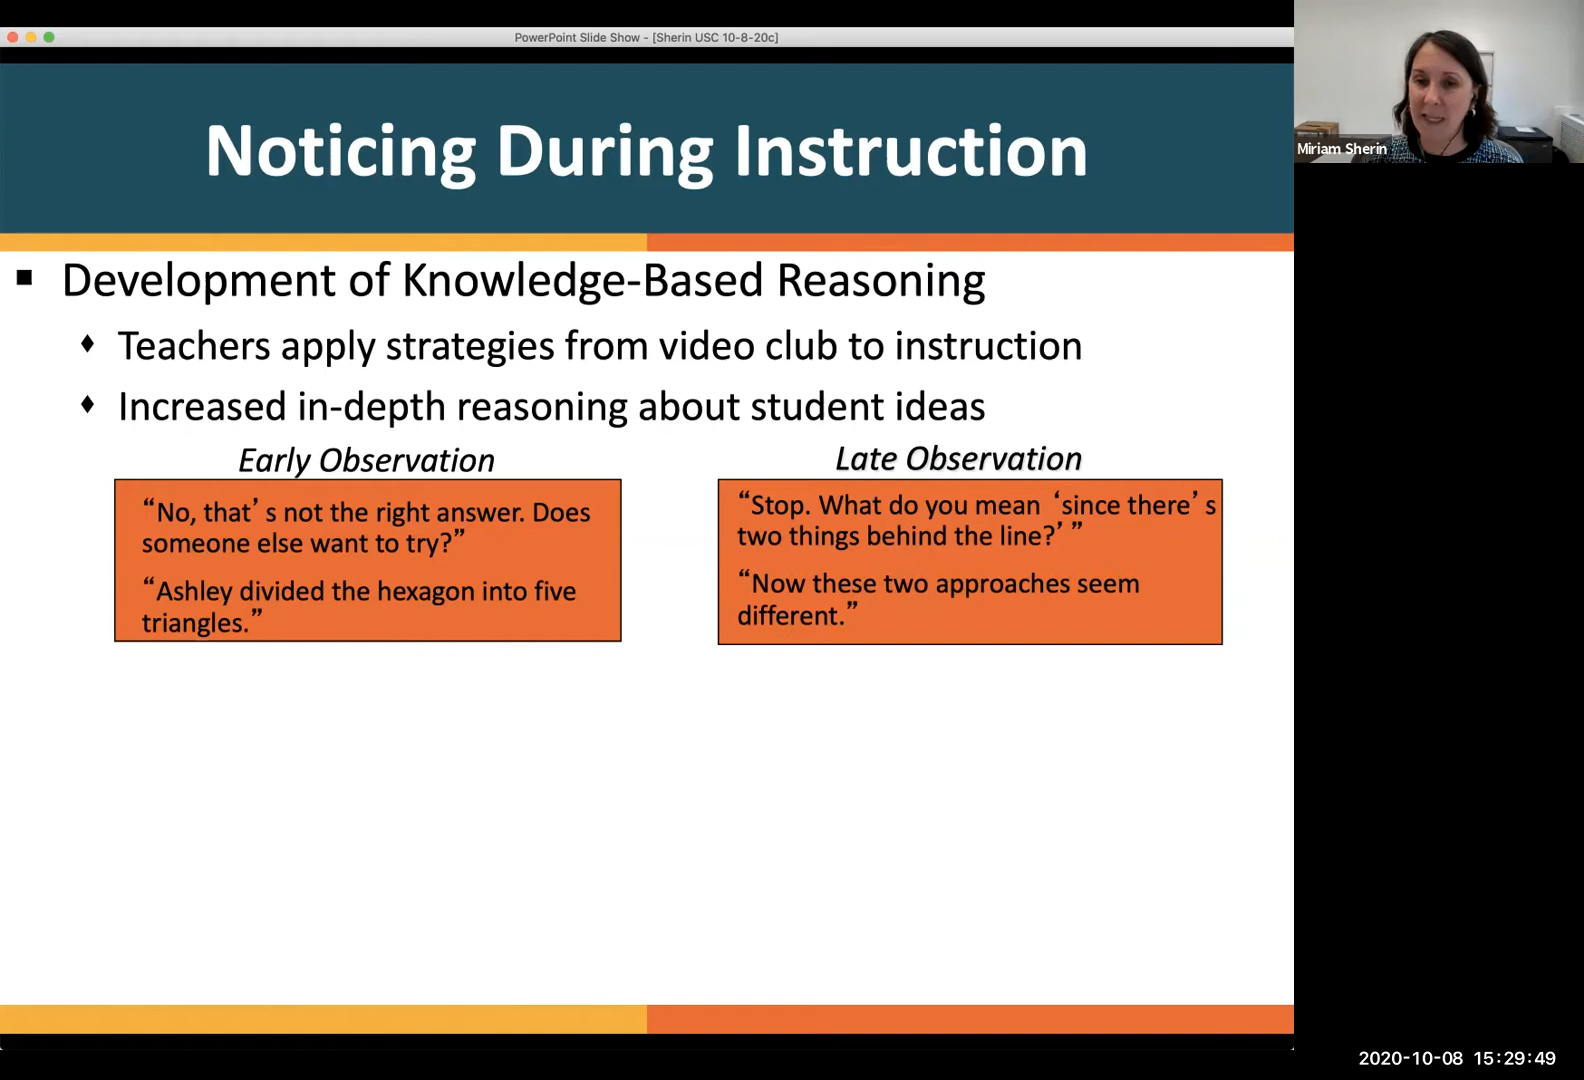 PowerPoint Slide Show - [Sherin USC 10-8-20c]
Noticing During Instruction
Development of Knowledge-Based Reasoning
Teachers apply strategies from video club to instruction
Increased in-depth reasoning about student ideas
Early Observation
“No, that’s not the right answer. Does
someone else want to try?”
“Ashley divided the hexagon into five
triangles.”
Late Observation
“Stop. What do you mean ‘since there’s
two things behind the line?’”
“Now these two approaches seem
different.”
Miriam Sherin
2020-10-08 15:29:49